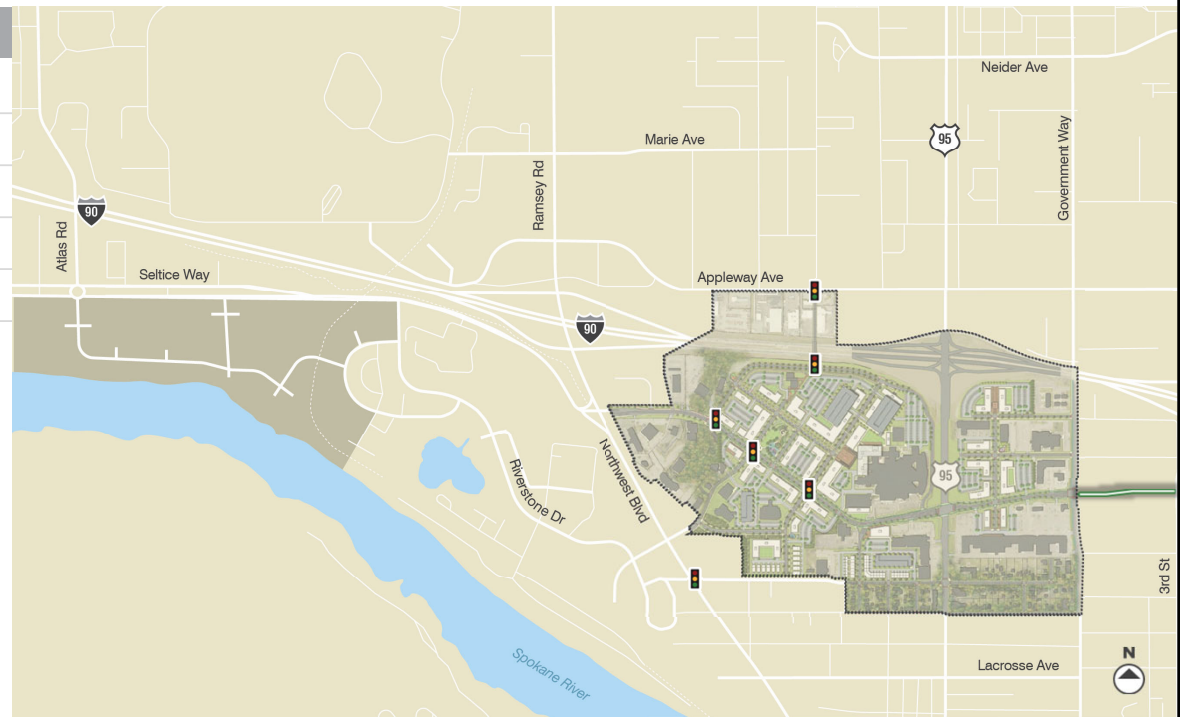 Neider Ave
Marie Ave
95
Government Way
Ramsey Rd
90
Atlas Rd
Seltice Way
Appleway Ave
90
Northwest Blvd
Riverstone Dr
95
3rd St
Spokane River
Lacrosse Ave
N